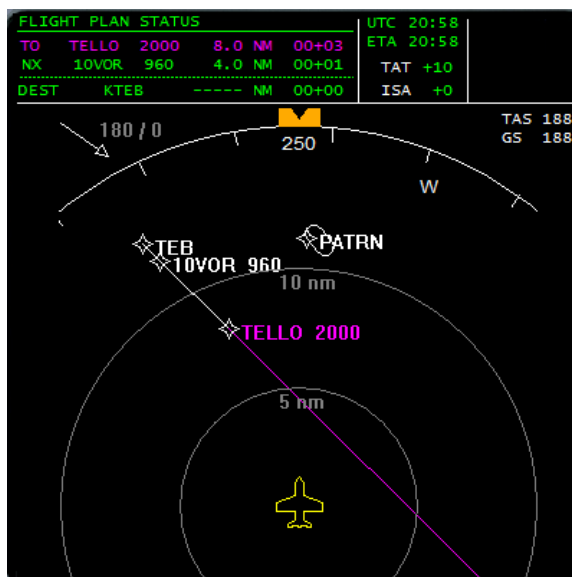 FLIGHT PLAN STATUS
TO TELLO 2000 8.0 NM 00+03
NX 10VOR 960 4.0 NM 00+01
DEST KTEB ----- NM 00+00
UTC 20:58
ETA 20:58
TAT +10
ISA +0
TAS 188
GS 188
180 / 0
250
W
TEB
PATRN
10VOR 960
10 nm
TELLO 2000
5 nm